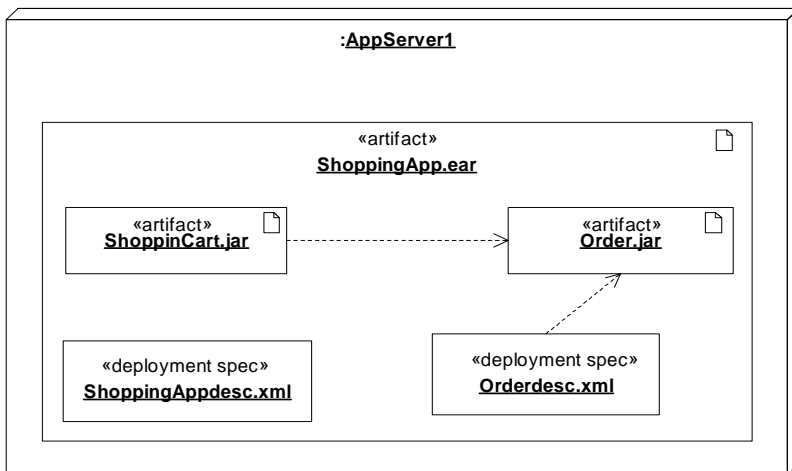 :AppServer1
«artifact»
ShoppingApp.ear
«artifact»
ShoppinCart.jar
«artifact»
Order.jar
«deployment spec»
ShoppingAppdesc.xml
«deployment spec»
Orderdesc.xml